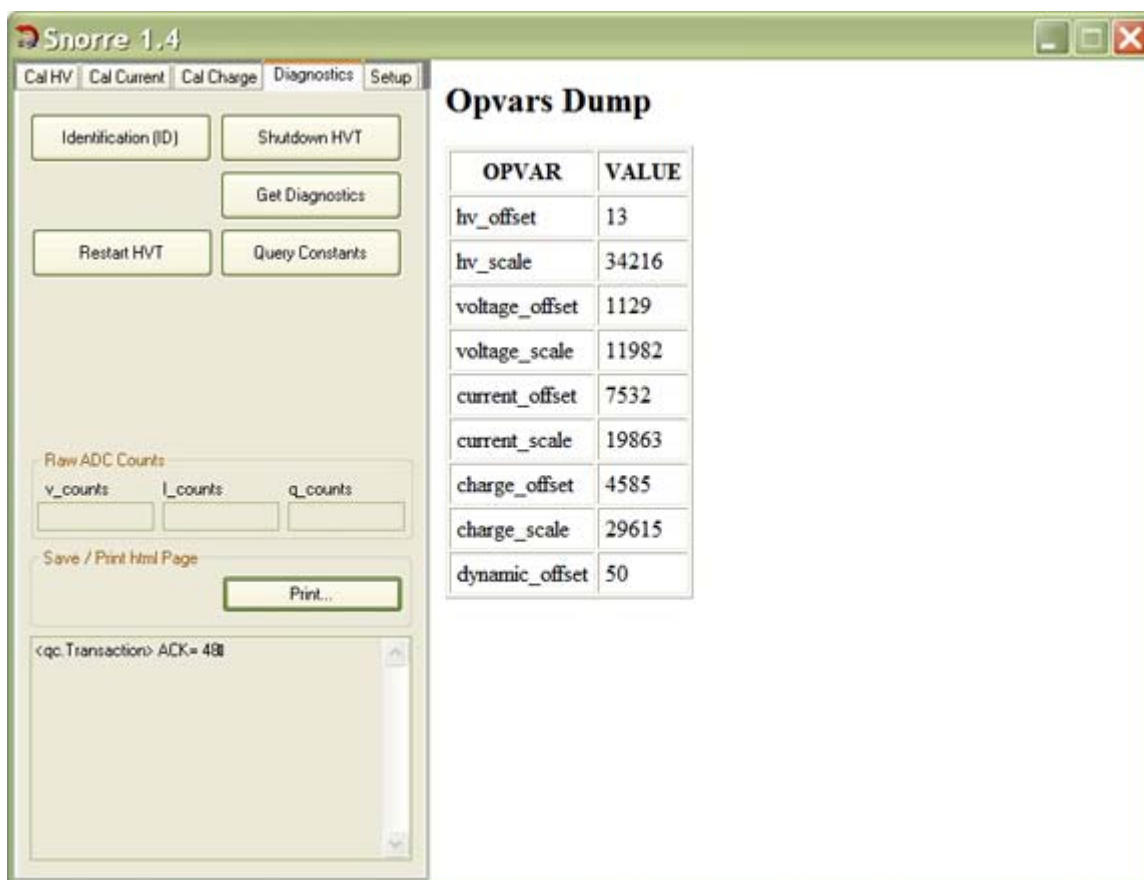 Snorre 1.4
Cal HV Cal Current Cal Charge Diagnostics Setup
Identification (ID) Shutdown HVT
Get Diagnostics
Restart HVT Query Constants
Raw ADC Counts
v_counts I_counts q_counts
Save / Print html Page
Print...
<qc.Transaction> ACK= 48
Opvars Dump
OPVAR VALUE
hv_offset 13
hv_scale 34216
voltage_offset 1129
voltage_scale 11982
current_offset 7532
current_scale 19863
charge_offset 4585
charge_scale 29615
dynamic_offset 50